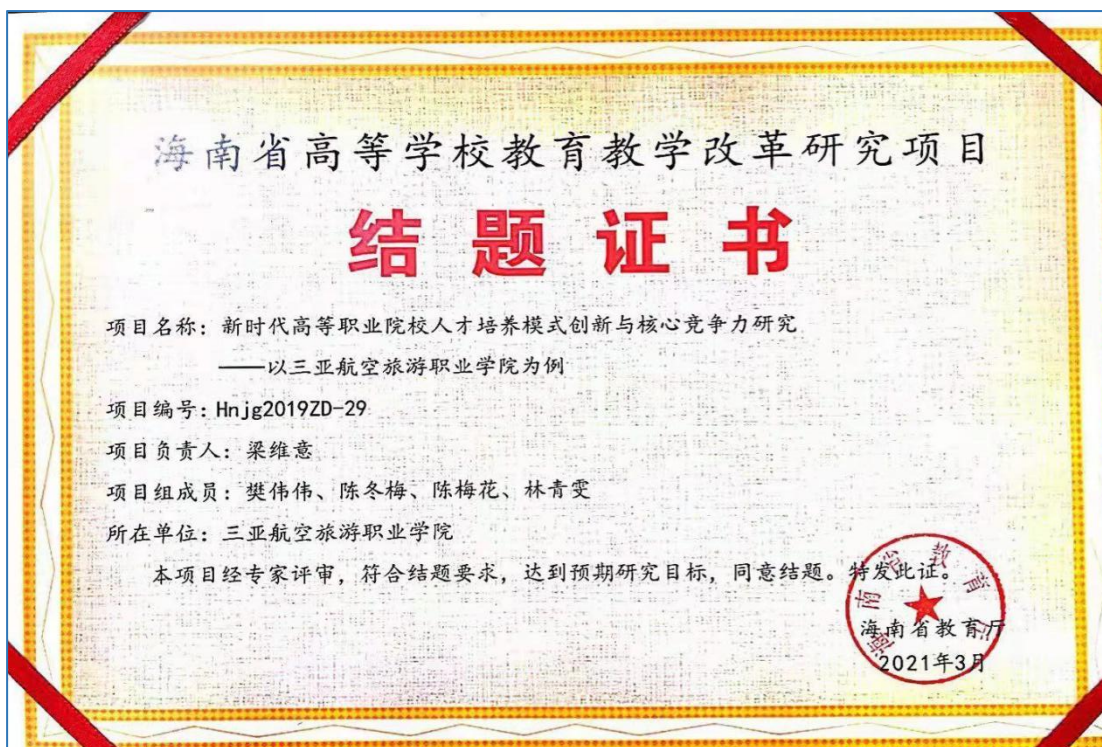 海南省高等学校教育教学改革研究项目
结题证书
项目名称：新时代高等职业院校人才培养模式创新与核心竞争力研究
——以三亚航空旅游职业学院为例
项目编号：Hnjg2019ZD-29
项目负责人：梁维意
项目组成员：樊伟伟、陈冬梅、陈梅花、林青雯
所在单位：三亚航空旅游职业学院
本项目经专家评审，符合结题要求，达到预期研究目标，同意结题。特发此证。
海南省教育厅
海南省教育厅
2021年3月